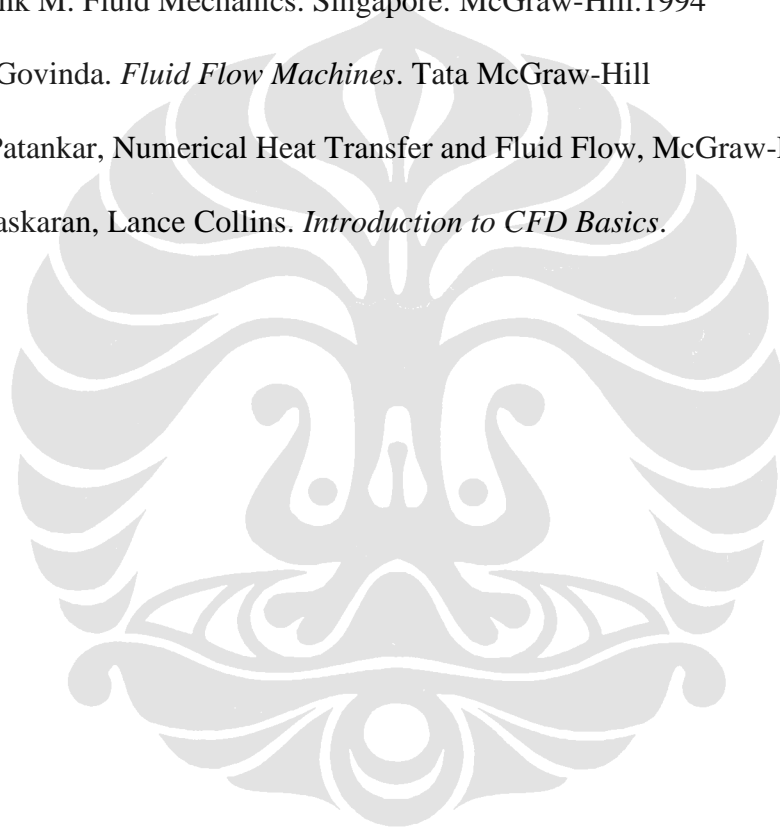 nk M. Fluid Mechanics. Singapore: McGraw-Hill.1994
Govinda. Fluid Flow Machines. Tata McGraw-Hill
Patankar, Numerical Heat Transfer and Fluid Flow, McGraw-
askaran, Lance Collins. Introduction to CFD Basics.